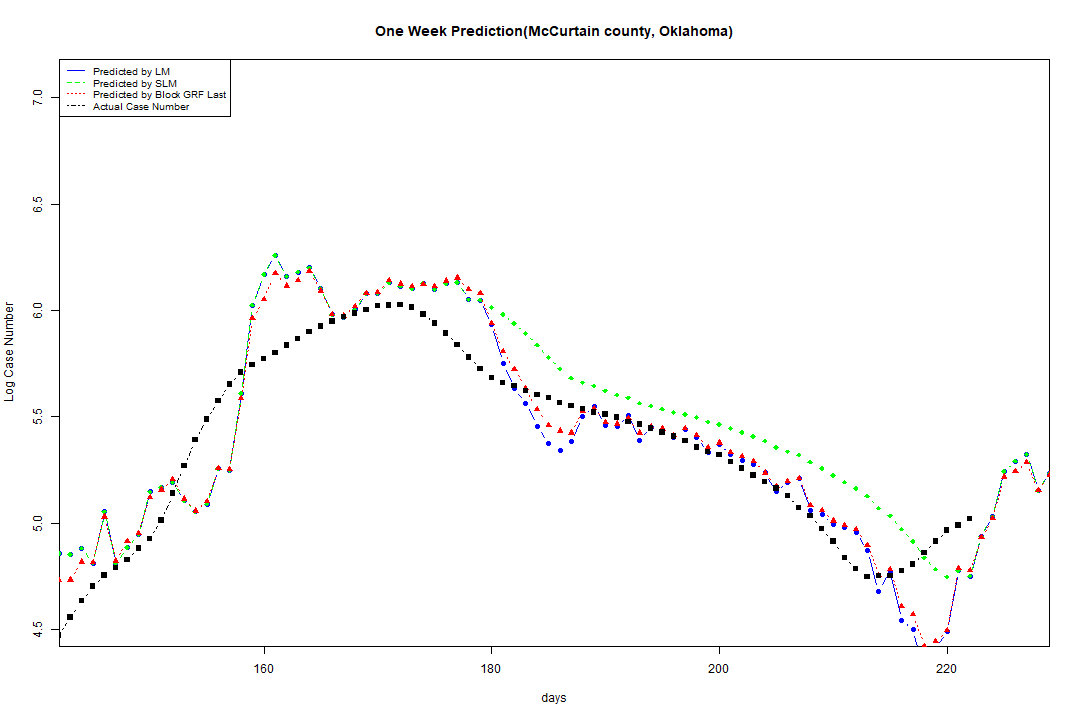 One Week Prediction(McCurtain county, Oklahoma)
Predicted by LM
Predicted by SLM
Predicted by Block GRF Last
Actual Case Number
7.0
6.5
6.0
5.5
5.0
4.5
Log Case Number
160 180 200 220
days